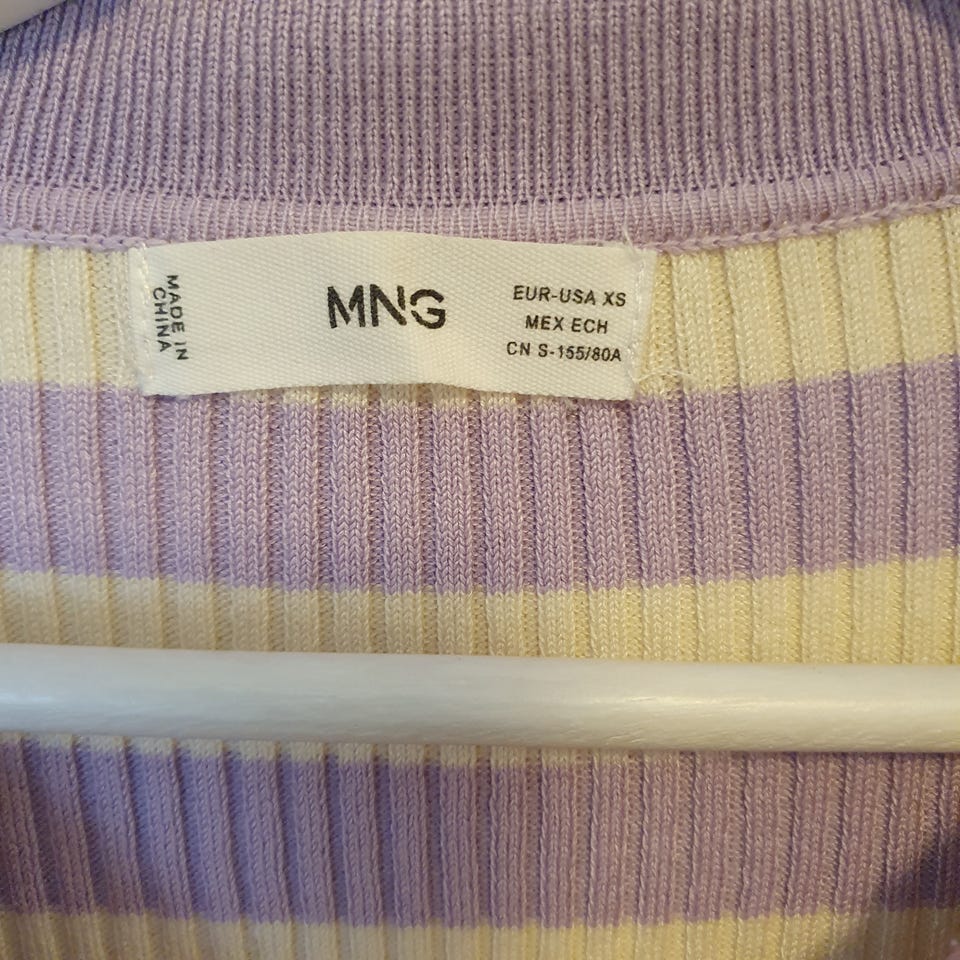 MADE IN
CHINA
MNG
EUR-USA XS
MEX ECH
CN S-155/80A